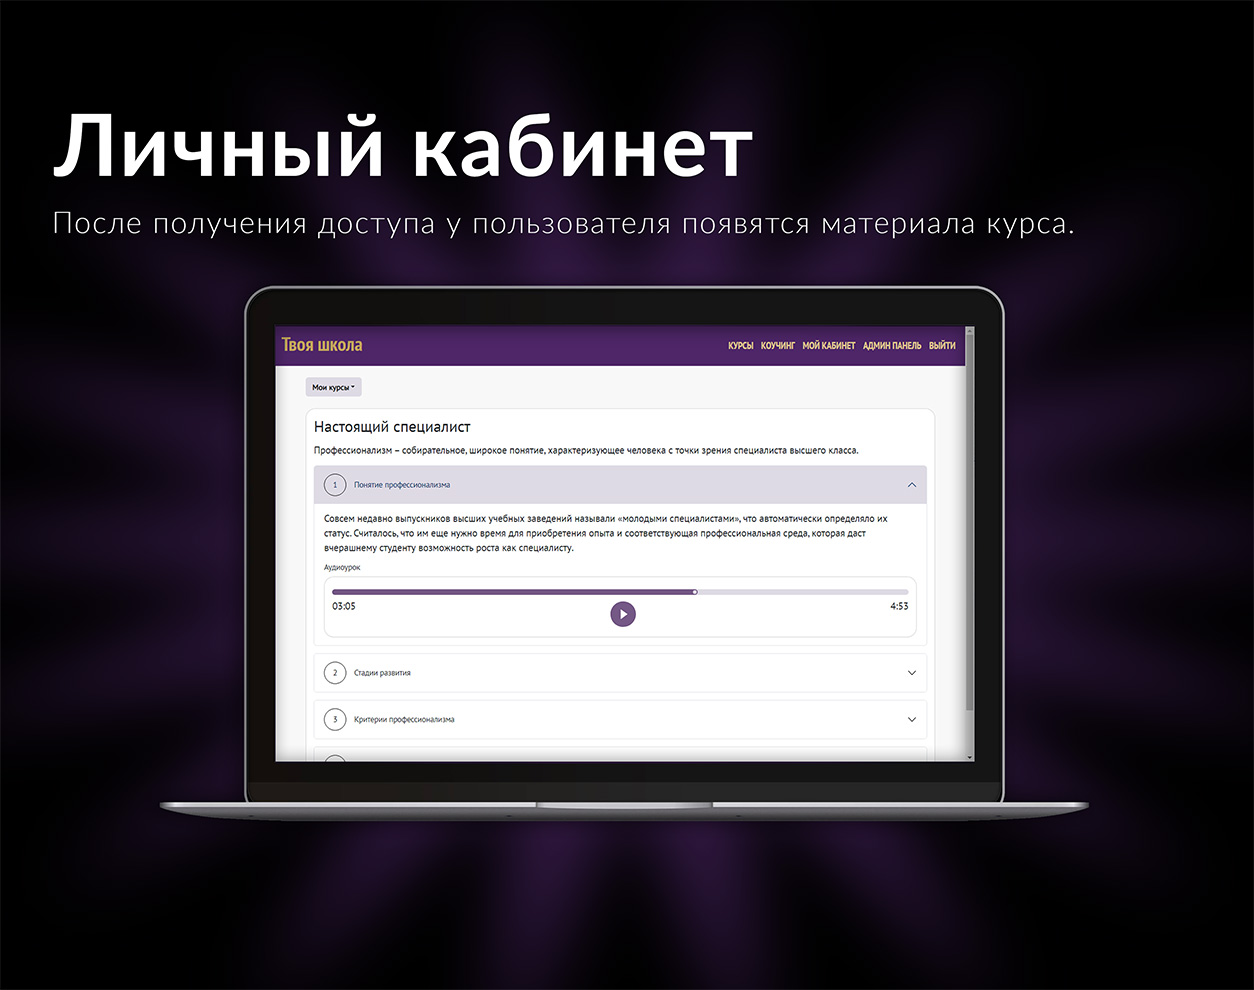 Личный кабинет
После получения доступа у пользователя появятся материала курса.
Твоя школа
КУРСЫ КОУЧИНГ МОЙ КАБИНЕТ АДМИН ПАНЕЛЬ ВЫЙТИ
Мои курсы
Настоящий специалист
Профессионализм – собирательное, широкое понятие, характеризующее человека с точки зрения специалиста высшего класса.
1 Понятие профессионализма
Совсем недавно выпускников высших учебных заведений называли «молодыми специалистами», что автоматически определяло их
статус. Считалось, что им еще нужно время для приобретения опыта и соответствующая профессиональная среда, которая даст
вчерашнему студенту возможность роста как специалисту.
Аудиоурок
03:05 4:53
2 Стадии развития
3 Критерии профессионализма